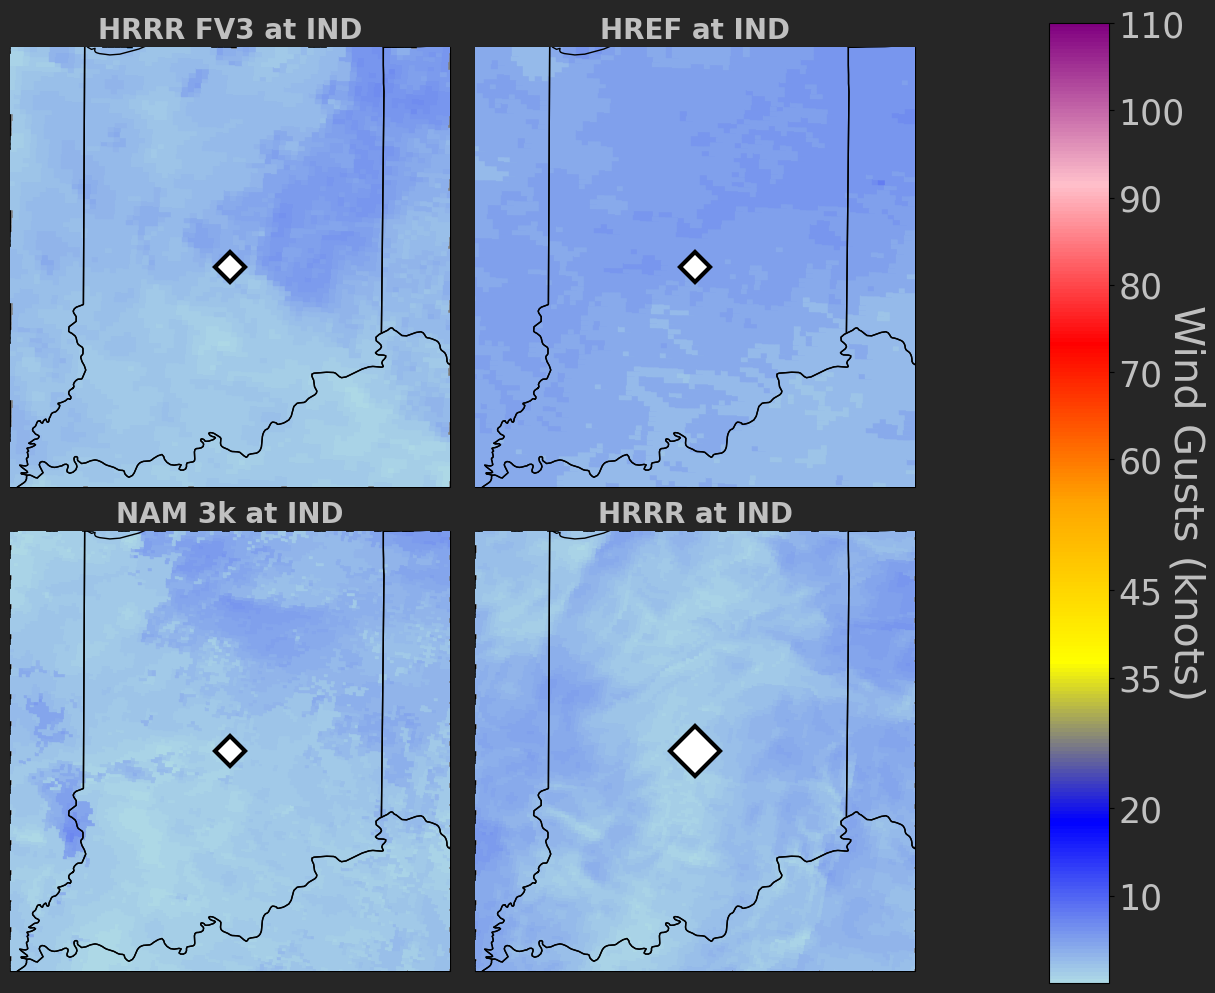 HRRR FV3 at IND
HREF at IND
NAM 3k at IND
HRRR at IND
110
100
90
80
70
60
45
35
20
10
Wind Gusts (knots)